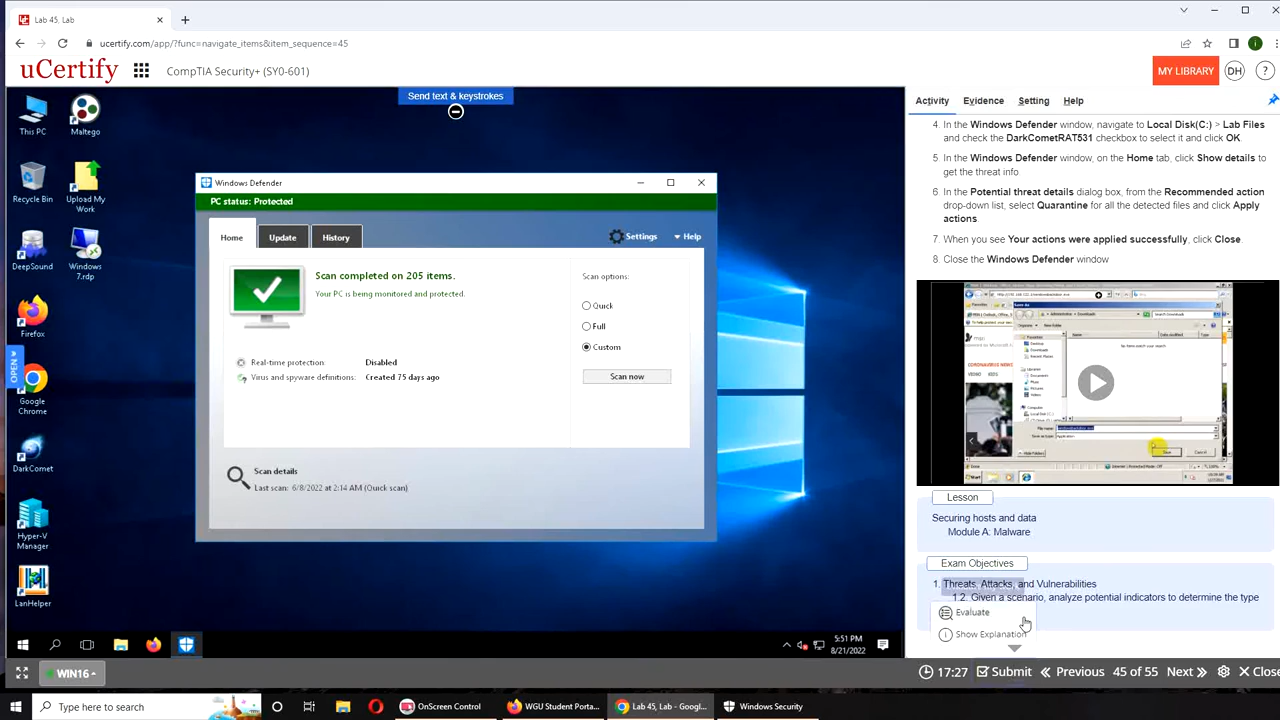 Lab 45, Lab
ucertify.com/app/?func=navigate_items&item_sequence=45
uCertify
CompTIA Security+ (SY0-601)
MY LIBRARY
DH
Send text & keystrokes
This PC
Maltego
Recycle Bin
Upload My
Work
DeepSound
Windows
7.rdp
Firefox
OPEN
Google
Chrome
DarkComet
Hyper-V
Manager
LanHelper
Windows Defender
PC status: Protected
Home
Update
History
Settings
Help
Scan completed on 205 items.
Your PC is being monitored and protected.
Scan options:
Quick
Full
Custom
Real-time protection:
Disabled
Virus and spyware definitions:
Created 75 days ago
Scan now
Scan details
Last scan: 6/8/2022 at 2:14 AM (Quick scan)
5:51 PM
8/21/2022
Activity
Evidence
Setting
Help
4. In the Windows Defender window, navigate to Local Disk(C:) > Lab Files
and check the DarkCometRAT531 checkbox to select it and click OK
5. In the Windows Defender window, on the Home tab, click Show details to
get the threat info
6. In the Potential threat details dialog box, from the Recommended action
drop-down list, select Quarantine for all the detected files and click Apply
actions.
7. When you see Your actions were applied successfully, click Close.
8. Close the Windows Defender window
Lesson
Securing hosts and data
Module A: Malware
Exam Objectives
1. Threats, Attacks, and Vulnerabilities
1.2. Given a scenario, analyze potential indicators to determine the type
Evaluate
Show Explanation
WIN16
17:27
Submit
Previous
45 of 55
Next
Close
Type here to search
OnScreen Control
WGU Student Porta...
Lab 45, Lab - Googl...
Windows Security